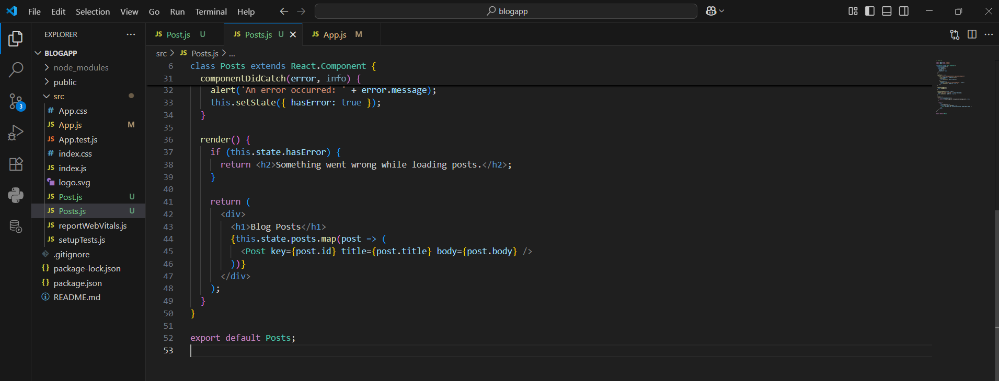 File Edit Selection View Go Run Terminal Help
blogapp
EXPLORER
BLOGAPP
node_modules
public
src
# App.css
JS App.js M
JS App.test.js
# index.css
JS index.js
logo.svg
JS Post.js U
JS Posts.js U
JS reportWebVitals.js
JS setupTests.js
.gitignore
{} package-lock.json
{} package.json
README.md
3
JS Post.js U
JS Posts.js U
JS App.js M
src > JS Posts.js > ...
6 class Posts extends React.Component {
31 componentDidCatch(error, info) {
32 alert('An error occurred: ' + error.message);
33 this.setState({ hasError: true });
34 }
35
36 render() {
37 if (this.state.hasError) {
38 return <h2>Something went wrong while loading posts.</h2>;
39 }
40
41 return (
42 <div>
43 <h1>Blog Posts</h1>
44 {this.state.posts.map(post => (
45 <Post key={post.id} title={post.title} body={post.body} />
46 ))}
47 </div>
48 );
49 }
50 }
51
52 export default Posts;
53